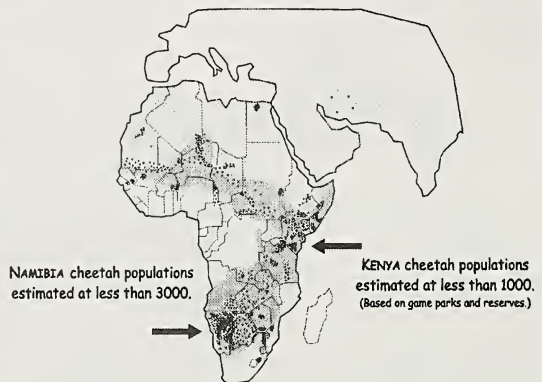 NAMIBIA cheetah populations
estimated at less than 3000.
KENYA cheetah populations
estimated at less than 1000.
(Based on game parks and reserves.)